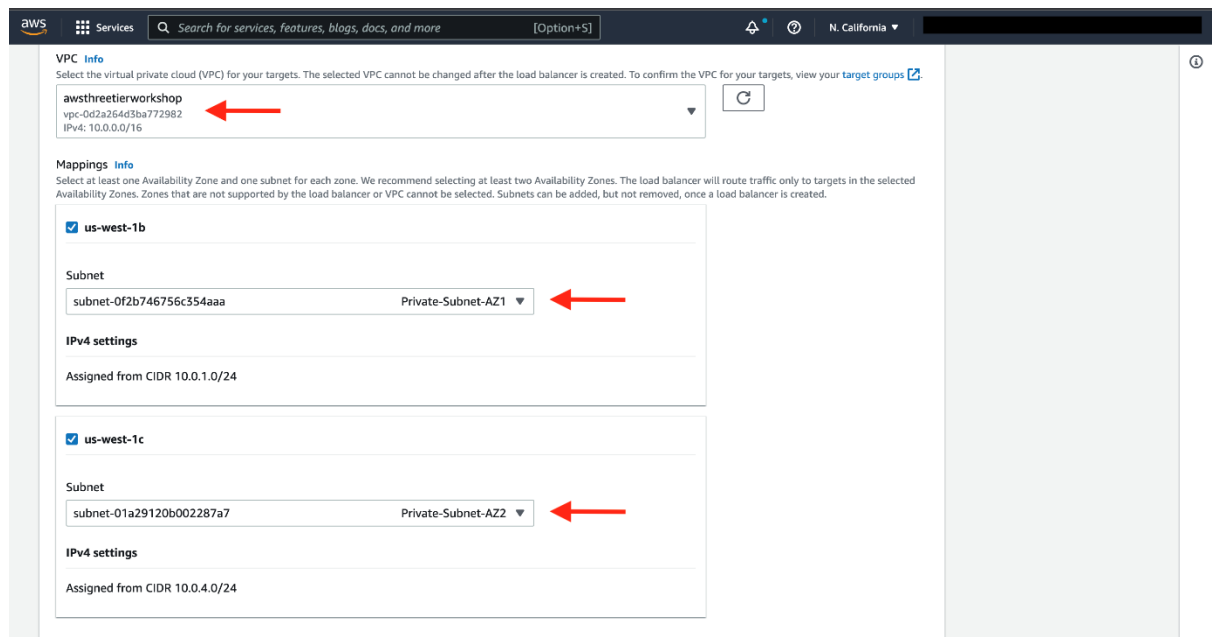 aws
Services
Search for services, features, blogs, docs, and more
[Option+S]
N. California
VPC Info
Select the virtual private cloud (VPC) for your targets. The selected VPC cannot be changed after the load balancer is created. To confirm the VPC for your targets, view your target groups.
awsthreetierworkshop
vpc-0d2a264d3ba772982
IPv4: 10.0.0.0/16
Mappings Info
Select at least one Availability Zone and one subnet for each zone. We recommend selecting at least two Availability Zones. The load balancer will route traffic only to targets in the selected
Availability Zones. Zones that are not supported by the load balancer or VPC cannot be selected. Subnets can be added, but not removed, once a load balancer is created.
us-west-1b
Subnet
subnet-0f2b746756c354aaa Private-Subnet-AZ1
IPv4 settings
Assigned from CIDR 10.0.1.0/24
us-west-1c
Subnet
subnet-01a29120b002287a7 Private-Subnet-AZ2
IPv4 settings
Assigned from CIDR 10.0.4.0/24